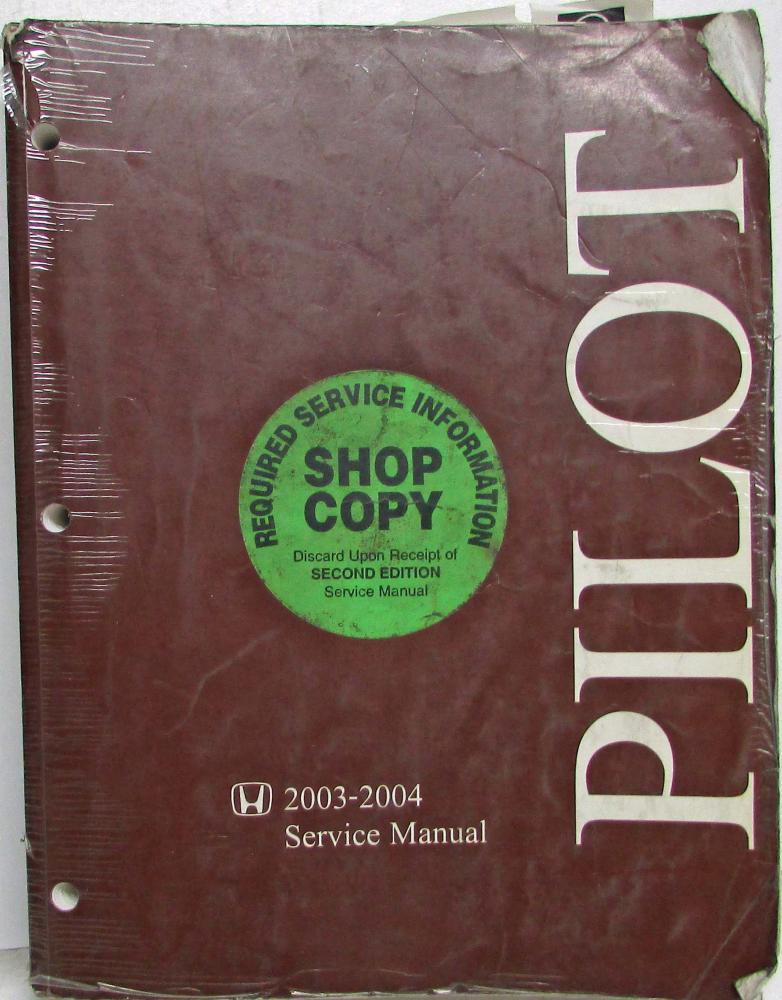 PILOT
REQUIRED SERVICE INFORMATION
SHOP
COPY
Discard Upon Receipt of
SECOND EDITION
Service Manual
2003-2004
Service Manual